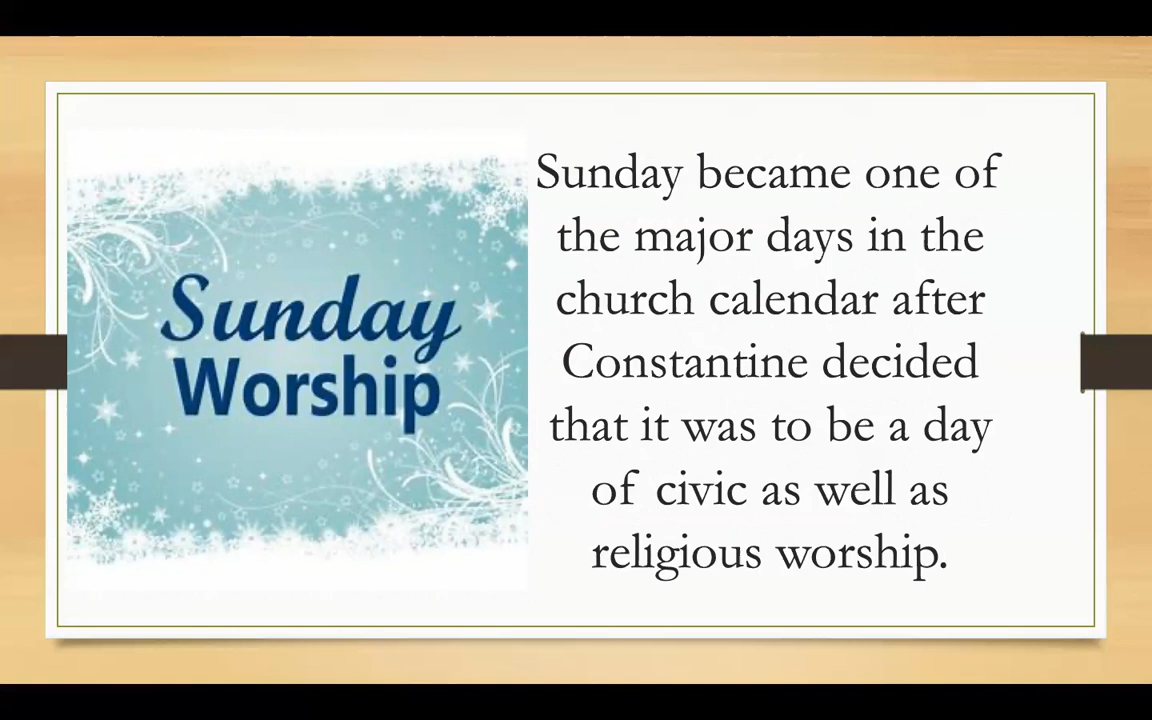 Sunday
Worship
Sunday became one of
the major days in the
church calendar after
Constantine decided
that it was to be a day
of civic as well as
religious worship.